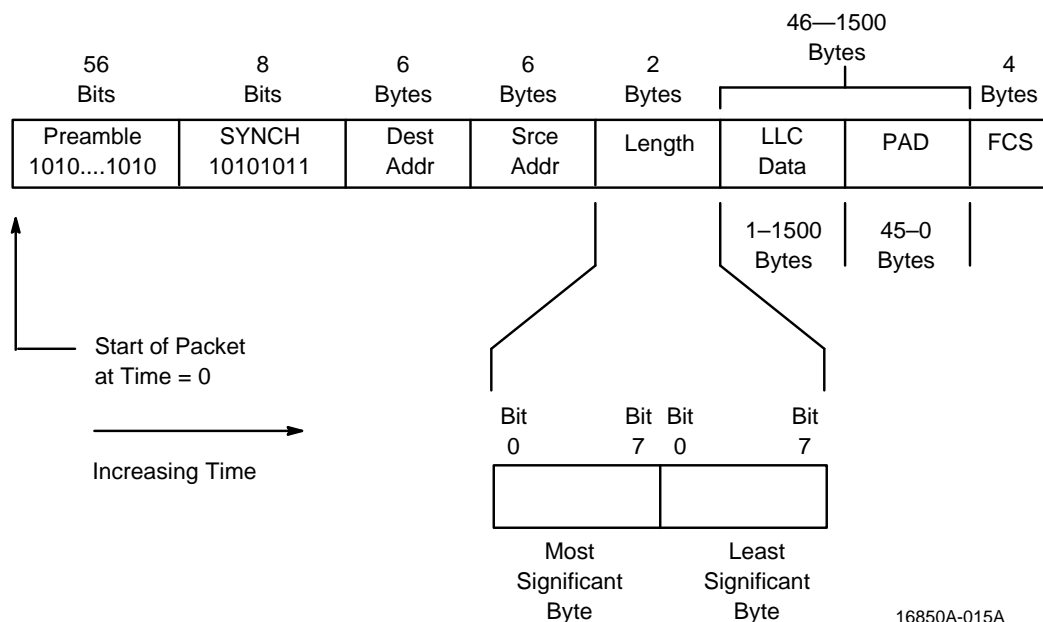 46—1500
Bytes
56 8 6 6 2 4
Bits Bits Bytes Bytes Bytes Bytes
Preamble SYNCH Dest Srce Length LLC PAD FCS
1010....1010 10101011 Addr Addr Data
1–1500 45–0
Bytes Bytes
Start of Packet
at Time = 0
Increasing Time
Bit Bit Bit Bit
0 7 0 7
Most Least
Significant Significant
Byte Byte
16850A-015A